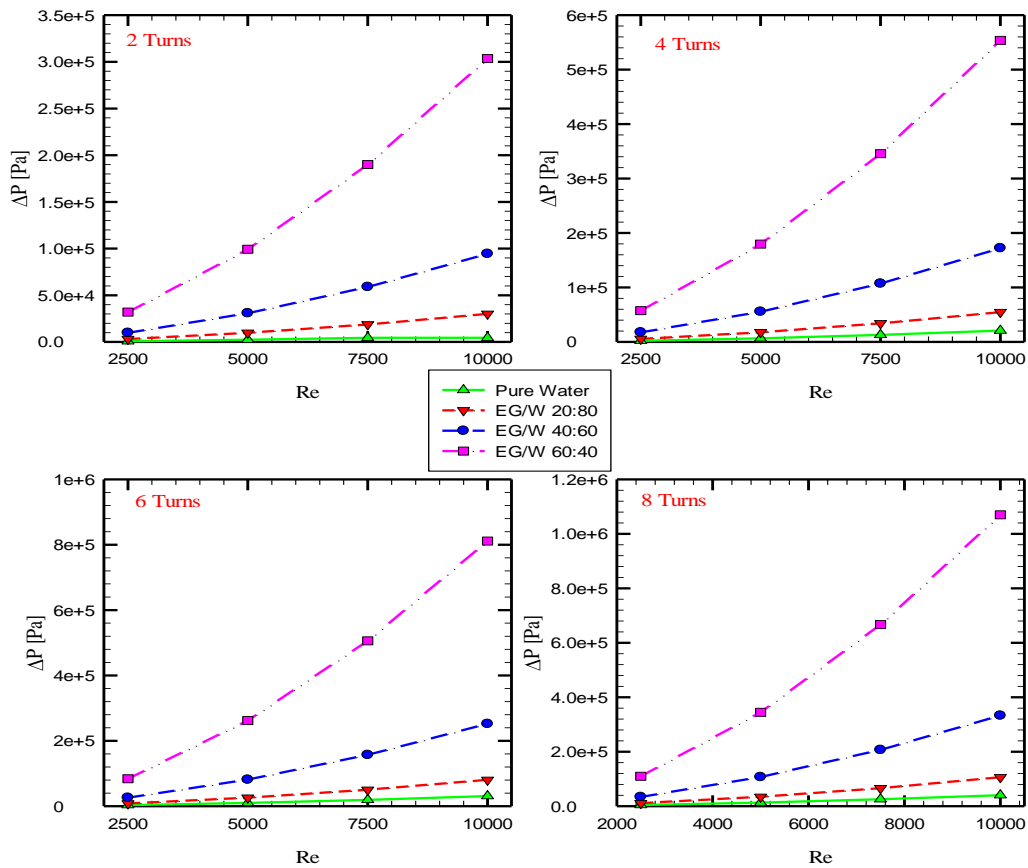 2 Turns
3.5e+5
3.0e+5
2.5e+5
2.0e+5
1.5e+5
1.0e+5
5.0e+4
0.0
ΔP [Pa]
2500 5000 7500 10000
Re
4 Turns
6e+5
5e+5
4e+5
3e+5
2e+5
1e+5
0
ΔP [Pa]
2500 5000 7500 10000
Re
Pure Water
EG/W 20:80
EG/W 40:60
EG/W 60:40
6 Turns
1e+6
8e+5
6e+5
4e+5
2e+5
0
ΔP [Pa]
2500 5000 7500 10000
Re
8 Turns
1.2e+6
1.0e+6
8.0e+5
6.0e+5
4.0e+5
2.0e+5
0.0
ΔP [Pa]
2000 4000 6000 8000 10000
Re